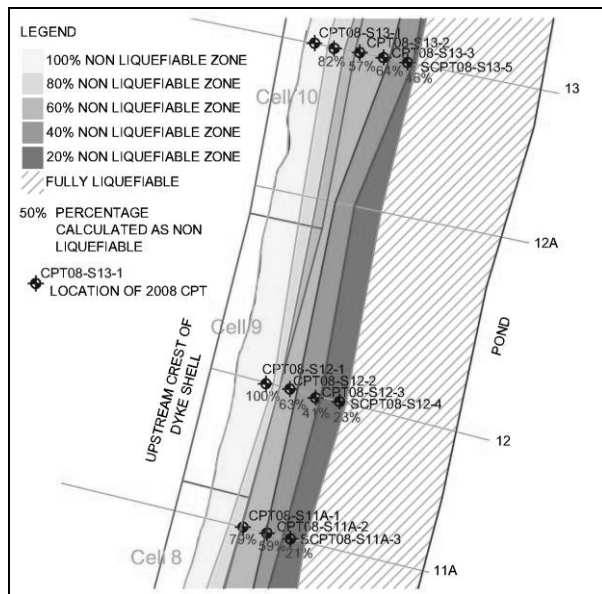 LEGEND
100% NON LIQUEFIABLE ZONE
80% NON LIQUEFIABLE ZONE
60% NON LIQUEFIABLE ZONE
40% NON LIQUEFIABLE ZONE
20% NON LIQUEFIABLE ZONE
FULLY LIQUEFIABLE
50% PERCENTAGE
CALCULATED AS NON
LIQUEFIABLE
CPT08-S13-1
LOCATION OF 2008 CPT
CPT08-S13-1
CPT08-S13-2
CPT08-S13-3
SCPT08-S13-5
82%
57%
64%
46%
13
Cell 10
12A
Cell 9
UPSTREAM CREST OF
DYKE SHELL
POND
CPT08-S12-1
CPT08-S12-2
CPT08-S12-3
SCPT08-S12-4
100%
63%
41%
23%
12
CPT08-S11A-1
CPT08-S11A-2
SCPT08-S11A-3
79%
59%
21%
Cell 8
11A